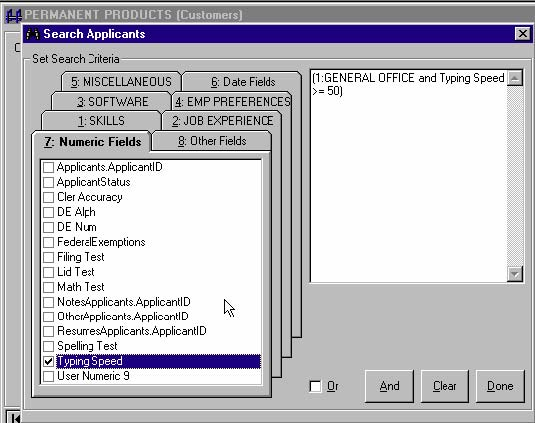 PERMANENT PRODUCTS (Customers)
Search Applicants
Set Search Criteria
5: MISCELLANEOUS
6: Date Fields
3: SOFTWARE
4: EMP PREFERENCES
1: SKILLS
2: JOB EXPERIENCE
7: Numeric Fields
8: Other Fields
Applicants.ApplicantID
ApplicantStatus
Cler Accuracy
DE Alph
DE Num
FederalExemptions
Filing Test
Lid Test
Math Test
NotesApplicants.ApplicantID
OtherApplicants.ApplicantID
ResumesApplicants.ApplicantID
Spelling Test
Typing Speed
User Numeric 9
(1:GENERAL OFFICE and Typing Speed
>= 50)
Or
And
Clear
Done